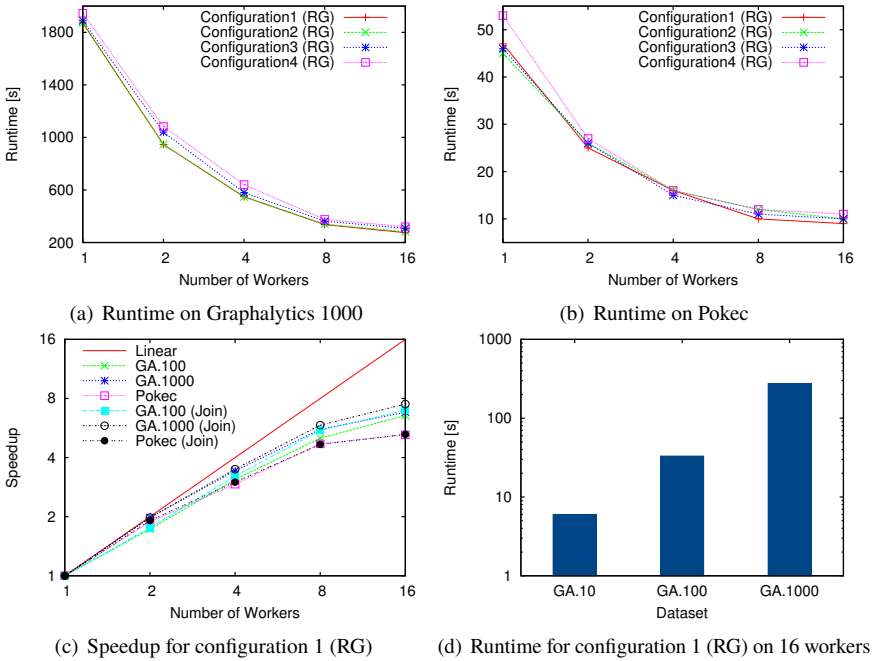 Configuration1 (RG)
Configuration2 (RG)
Configuration3 (RG)
Configuration4 (RG)
1800
1400
1000
600
200
Runtime [s]
1
2
4
8
16
Number of Workers
(a) Runtime on Graphalytics 1000
Configuration1 (RG)
Configuration2 (RG)
Configuration3 (RG)
Configuration4 (RG)
50
40
30
20
10
Runtime [s]
1
2
4
8
16
Number of Workers
(b) Runtime on Pokec
Linear
GA.100
GA.1000
Pokec
GA.100 (Join)
GA.1000 (Join)
Pokec (Join)
16
8
4
2
1
Speedup
1
2
4
8
16
Number of Workers
(c) Speedup for configuration 1 (RG)
1000
100
10
1
Runtime [s]
GA.10
GA.100
GA.1000
Dataset
(d) Runtime for configuration 1 (RG) on 16 workers